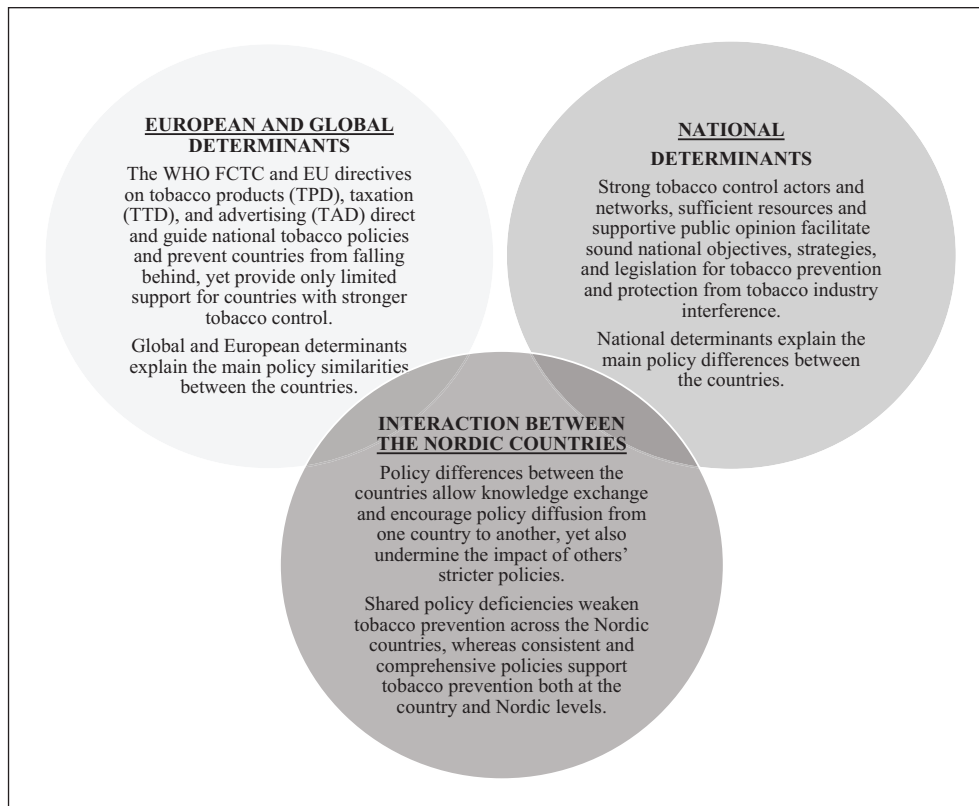 EUROPEAN AND GLOBAL
DETERMINANTS
The WHO FCTC and EU directives
on tobacco products (TPD), taxation
(TTD), and advertising (TAD) direct
and guide national tobacco policies
and prevent countries from falling
behind, yet provide only limited
support for countries with stronger
tobacco control.
Global and European determinants
explain the main policy similarities
between the countries.
NATIONAL
DETERMINANTS
Strong tobacco control actors and
networks, sufficient resources and
supportive public opinion facilitate
sound national objectives, strategies,
and legislation for tobacco prevention
and protection from tobacco industry
interference.
National determinants explain the
main policy differences between
the countries.
INTERACTION BETWEEN
THE NORDIC COUNTRIES
Policy differences between the
countries allow knowledge exchange
and encourage policy diffusion from
one country to another, yet also
undermine the impact of others’
stricter policies.
Shared policy deficiencies weaken
tobacco prevention across the Nordic
countries, whereas consistent and
comprehensive policies support
tobacco prevention both at the
country and Nordic levels.